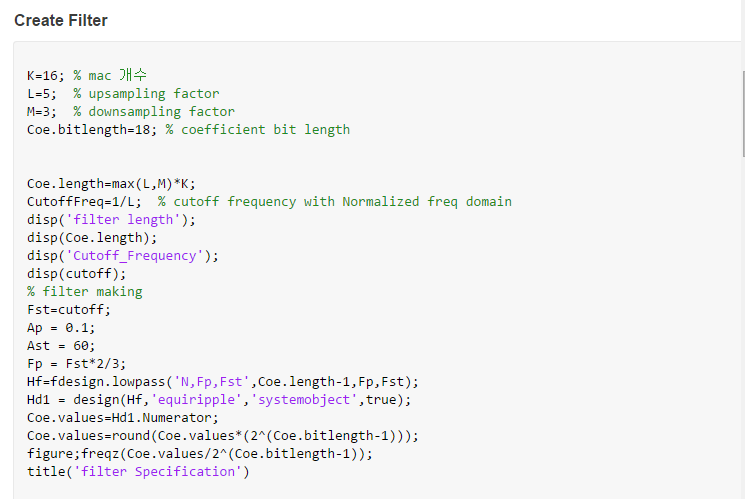 Create Filter
K=16; % mac 개수
L=5;  % upsampling factor
M=3;  % downsampling factor
Coe.bitlength=18; % coefficient bit length
Coe.length=max(L,M)*K;
CutoffFreq=1/L;  % cutoff frequency with Normalized freq domain
disp('filter length');
disp(Coe.length);
disp('Cutoff_Frequency');
disp(cutoff);
% filter making
Fst=cutoff;
Ap = 0.1;
Ast = 60;
Fp = Fst*2/3;
Hf=fdesign.lowpass('N,Fp,Fst',Coe.length-1,Fp,Fst);
Hd1 = design(Hf,'equiripple','systemobject',true);
Coe.values=Hd1.Numerator;
Coe.values=round(Coe.values*(2^(Coe.bitlength-1)));
figure;freqz(Coe.values/2^(Coe.bitlength-1));
title('filter Specification')